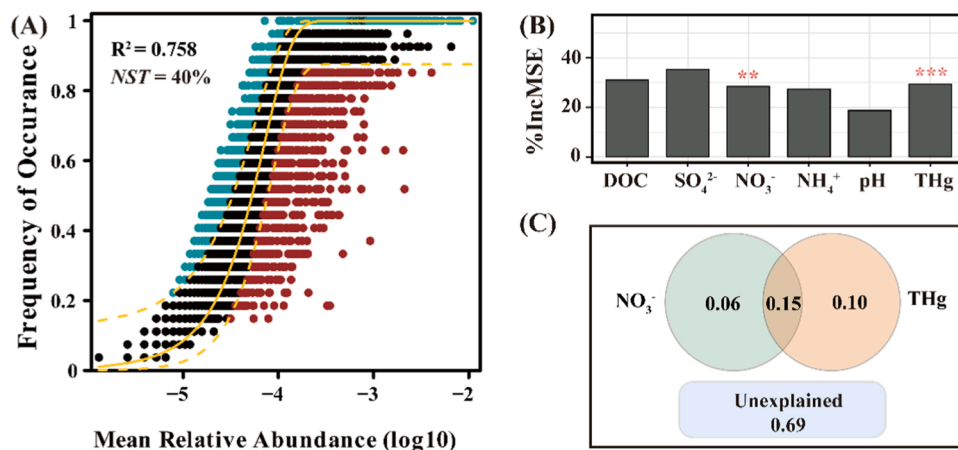 (A)
R² = 0.758
NST = 40%
Frequency of Occurance
1
0.8
0.6
0.4
0.2
0
−5
−4
−3
−2
Mean Relative Abundance (log10)
(B)
%IncMSE
40
20
0
**
***
DOC
SO₄²⁻
NO₃⁻
NH₄⁺
pH
THg
(C)
NO₃⁻
0.06
0.15
0.10
THg
Unexplained
0.69